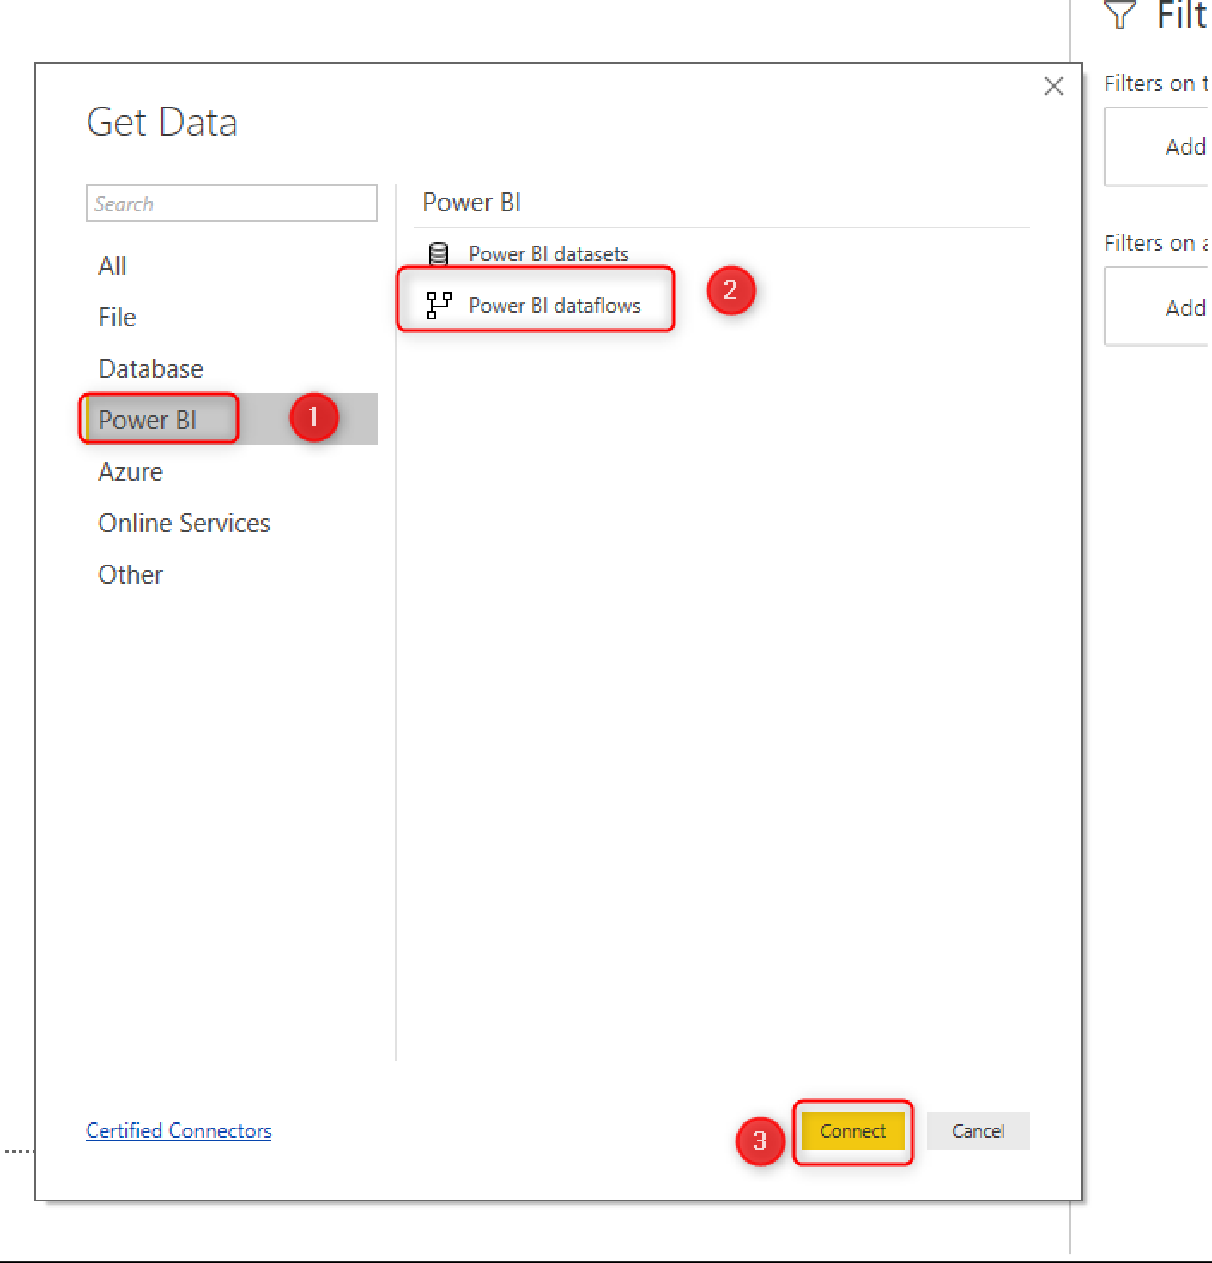 Get Data
Search
All
File
Database
Power BI
1
Azure
Online Services
Other
Power BI
Power BI datasets
Power BI dataflows
2
Certified Connectors
3
Connect
Cancel
Filt
Filters on t
Add
Filters on a
Add